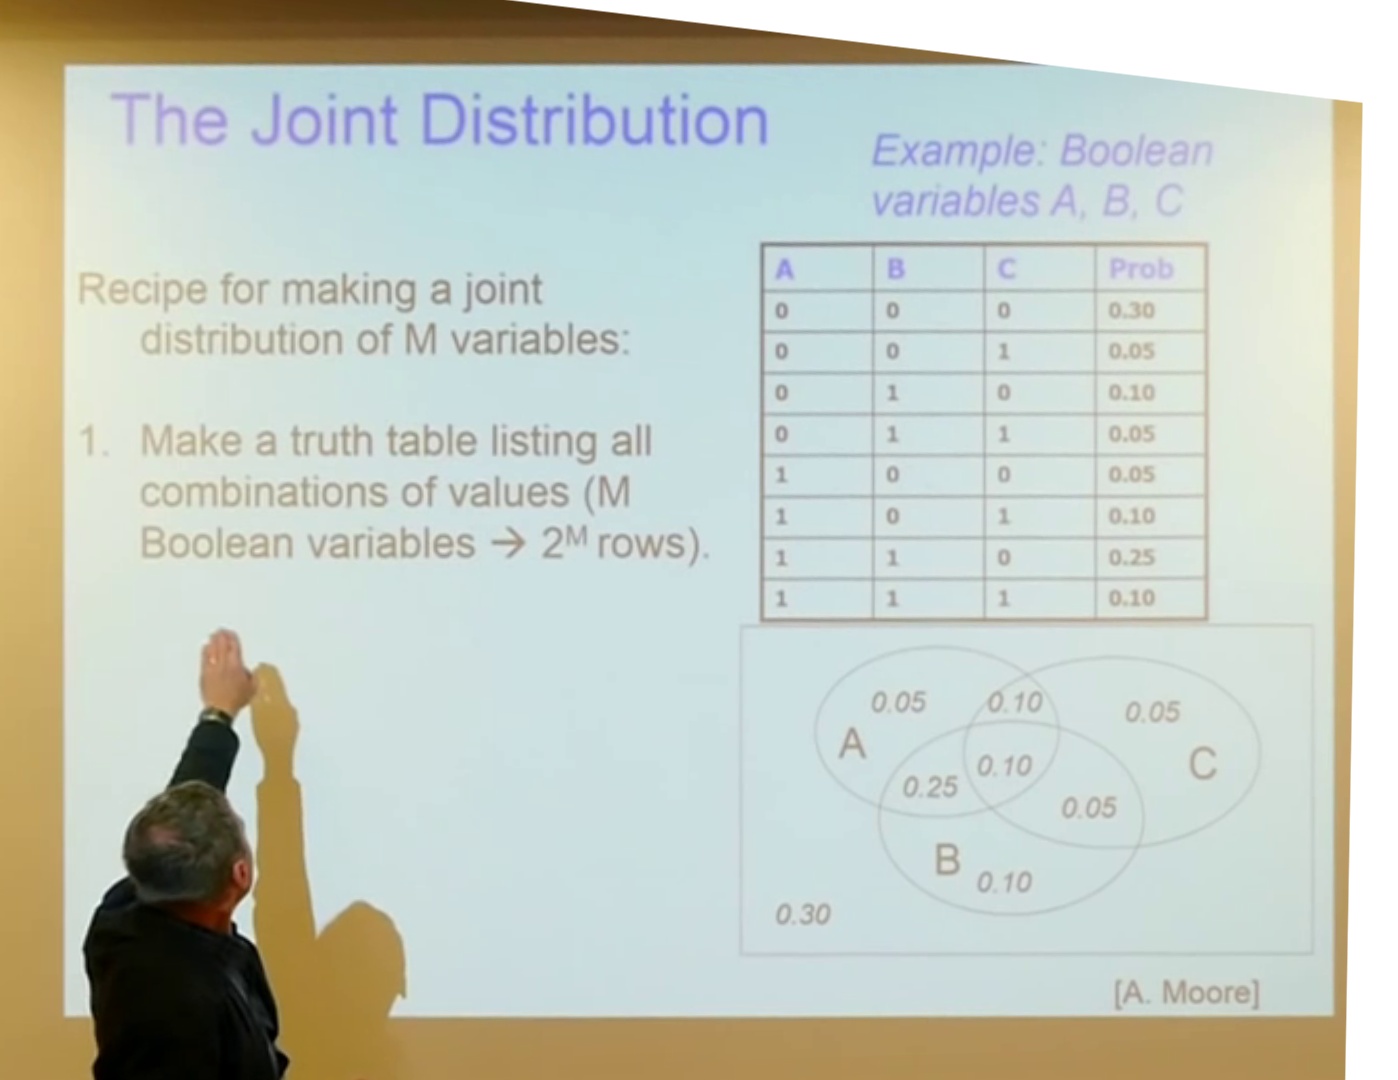 The Joint Distribution
Example: Boolean
variables A, B, C
Recipe for making a joint
distribution of M variables:
1. Make a truth table listing all
combinations of values (M
Boolean variables → 2ᴹ rows).
A B C Prob
0 0 0 0.30
0 0 1 0.05
0 1 0 0.10
0 1 1 0.05
1 0 0 0.05
1 0 1 0.10
1 1 0 0.25
1 1 1 0.10
0.05 0.10 0.05
A C
0.10
0.25
0.05
B
0.10
0.30
[A. Moore]